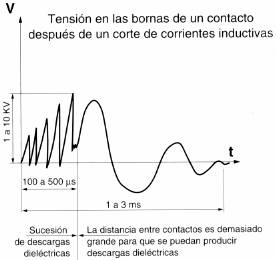 V
Tensión en las bornas de un contacto
después de un corte de corrientes inductivas
1 a 10 KV
t
100 a 500 µs
1 a 3 ms
Sucesión
de descargas
dieléctricas
La distancia entre contactos es demasiado
grande para que se puedan producir
descargas dieléctricas